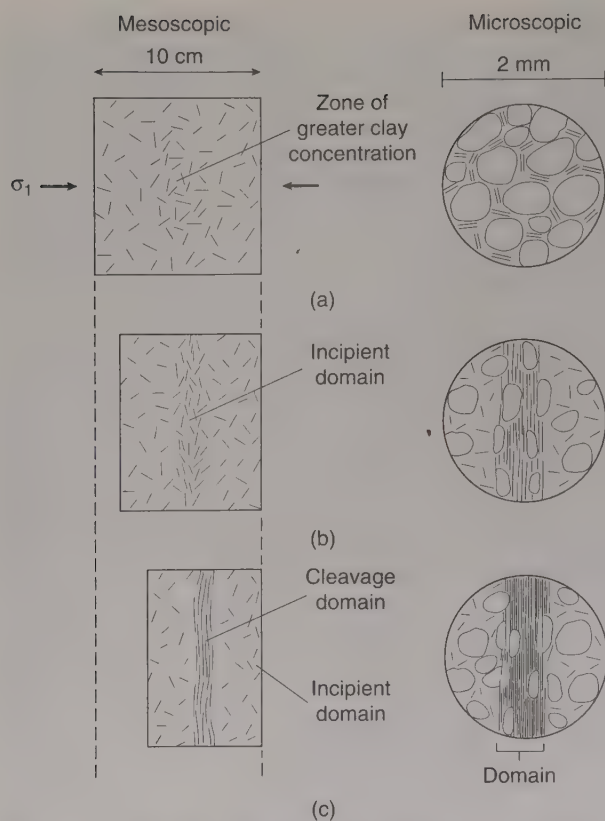 Mesoscopic
10 cm
Microscopic
2 mm
Zone of
greater clay
concentration
σ₁
(a)
Incipient
domain
(b)
Cleavage
domain
Incipient
domain
Domain
(c)